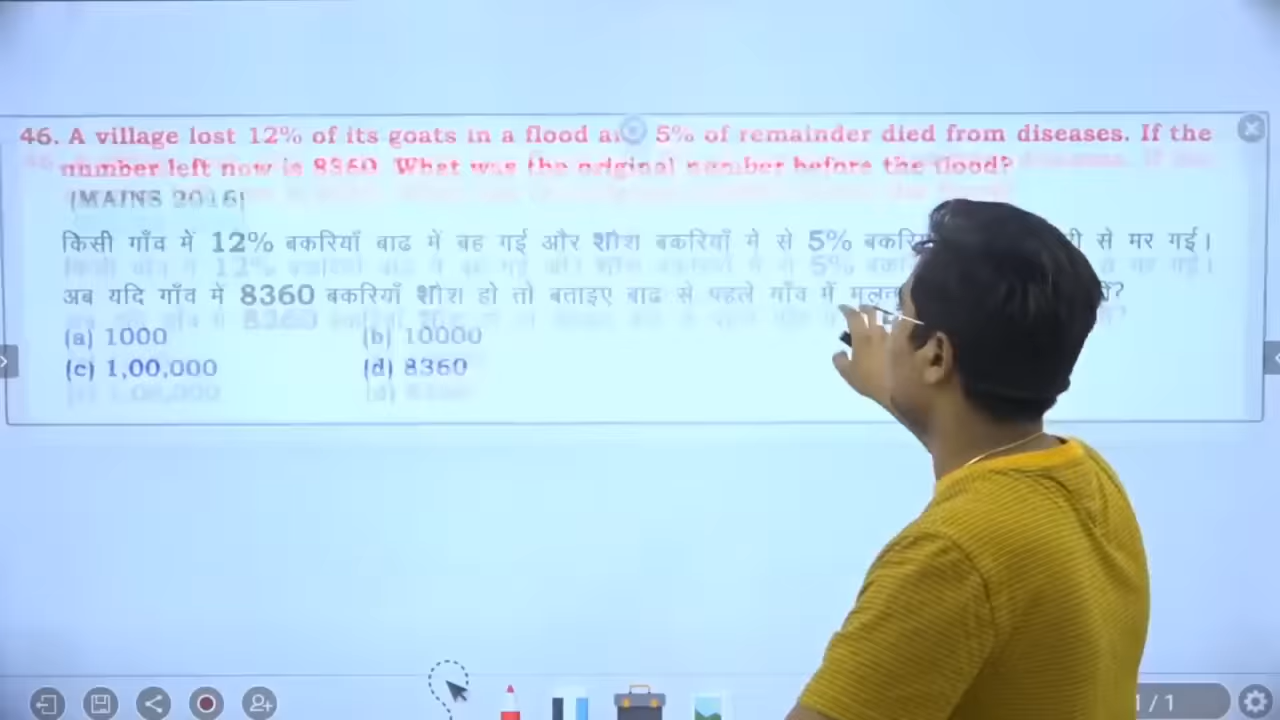 46. A village lost 12% of its goats in a flood 5% of remainder died from diseases. If the
number left now is 8360. What was the original number before the flood?
[MAINS 2016]
किसी गाँव में 12% बकरियाँ बाढ में बह गई और शेश बकरियाँ मे से 5% से मर गई।
अब यदि गाँव में 8360 बकरियाँ शेश हो तो बताइए बाढ से पहले गाँव में
(a) 1000 (b) 10000
(c) 1,00,000 (d) 8360
1 / 1